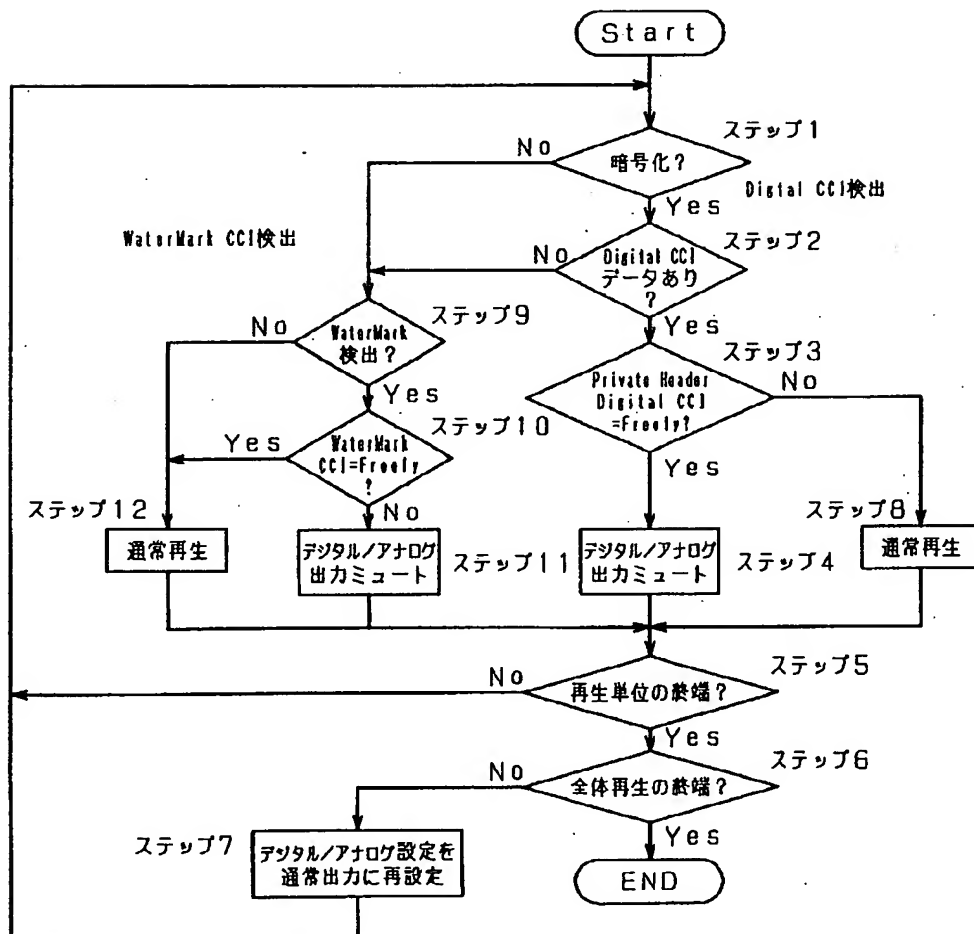 Start
ステップ1
No
暗号化?
Digtal CCI検出
Yes
WaterMark CCI検出
ステップ2
No
Digital CCI
データあり
?
ステップ9
Yes
No
WaterMark
検出?
ステップ3
Private Header
Digital CCI
=Freely?
No
Yes
ステップ10
Yes
WaterMark
CCI=Freely
?
Yes
ステップ12
No
ステップ8
通常再生
デジタル/アナログ
出力ミュート
ステップ11
デジタル/アナログ
出力ミュート
ステップ4
通常再生
ステップ5
No
再生単位の終端?
Yes
ステップ6
No
全体再生の終端?
Yes
ステップ7
デジタル/アナログ設定を
通常出力に再設定
END